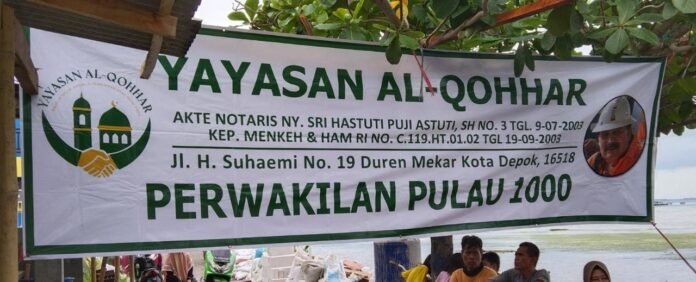 YAYASAN AL-QOHHAR
YAYASAN AL-QOHHAR
AKTE NOTARIS NY. SRI HASTUTI PUJI ASTUTI, SH NO. 3 TGL. 9-07-2003
KEP. MENKEH & HAM RI NO. C.119.HT.01.02 TGL 19-09-2003
Jl. H. Suhaemi No. 19 Duren Mekar Kota Depok, 16518
PERWAKILAN PULAU 1000